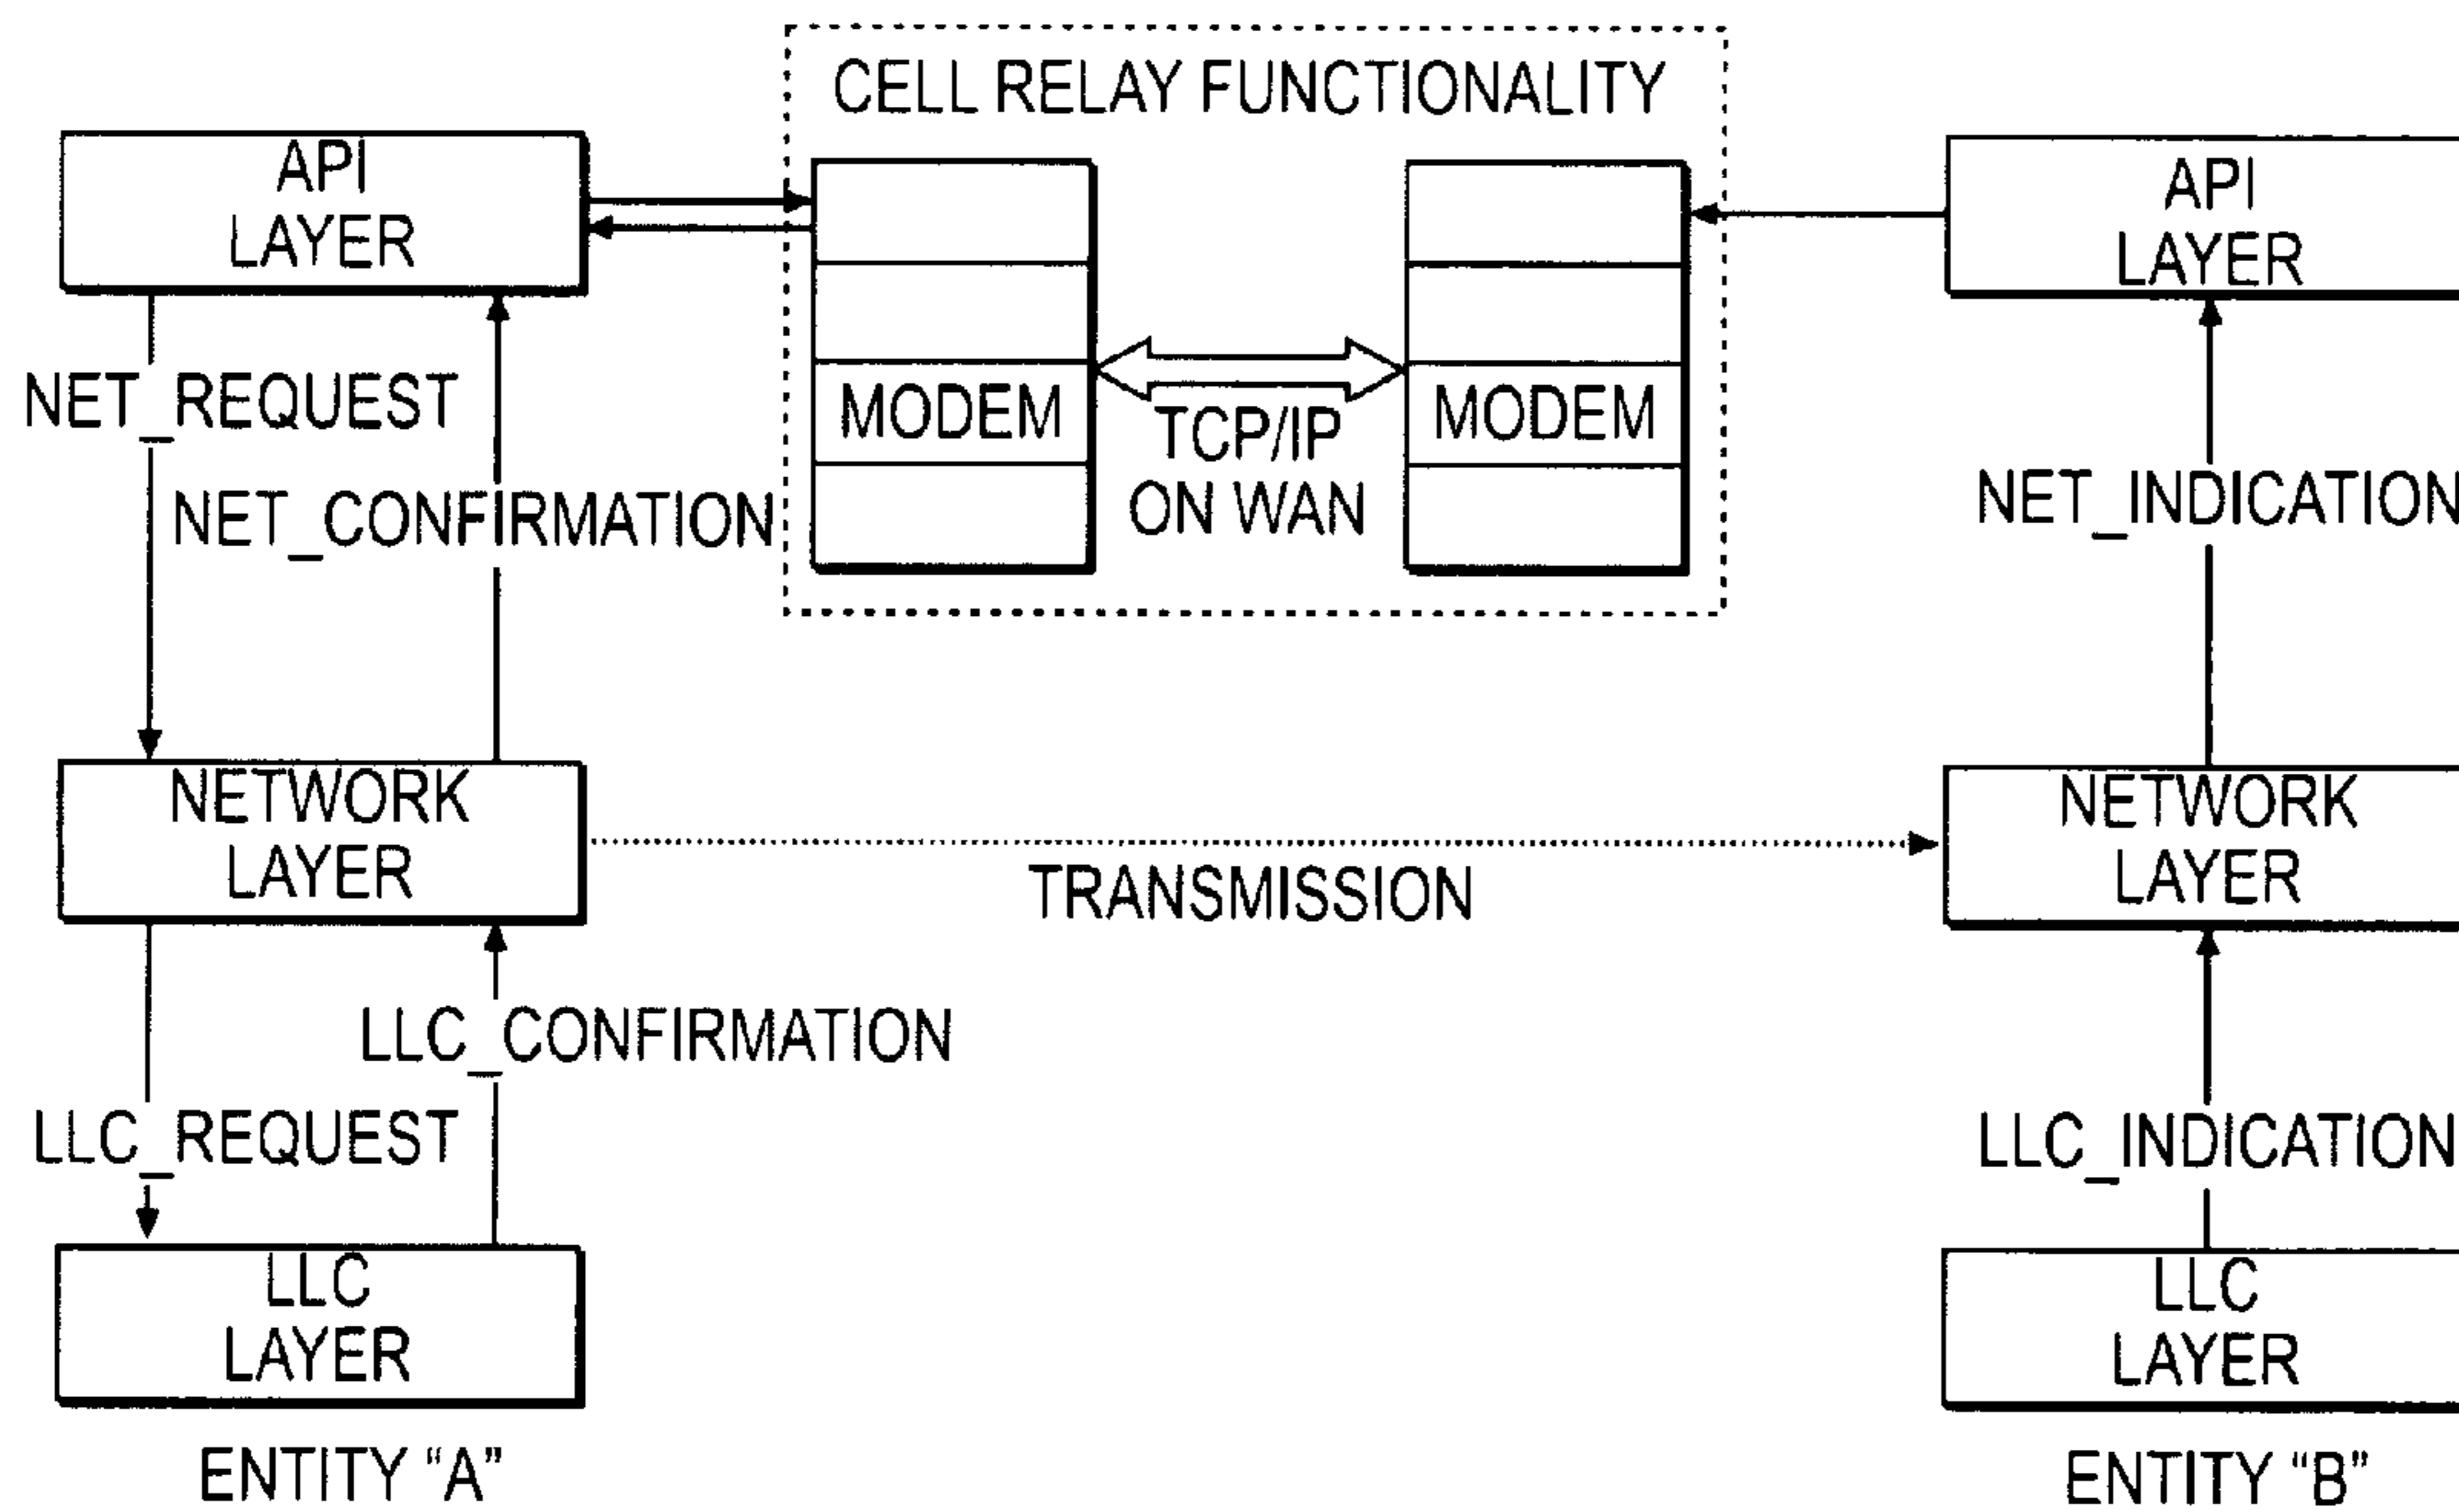 CELL RELAY FUNCTIONALITY
API
LAYER
API
LAYER
NET_REQUEST
MODEM
MODEM
TCP/IP
ON WAN
NET_CONFIRMATION
NET_INDICATION
NETWORK
LAYER
NETWORK
LAYER
TRANSMISSION
LLC_CONFIRMATION
LLC_REQUEST
LLC_INDICATION
LLC
LAYER
LLC
LAYER
ENTITY “A”
ENTITY “B”